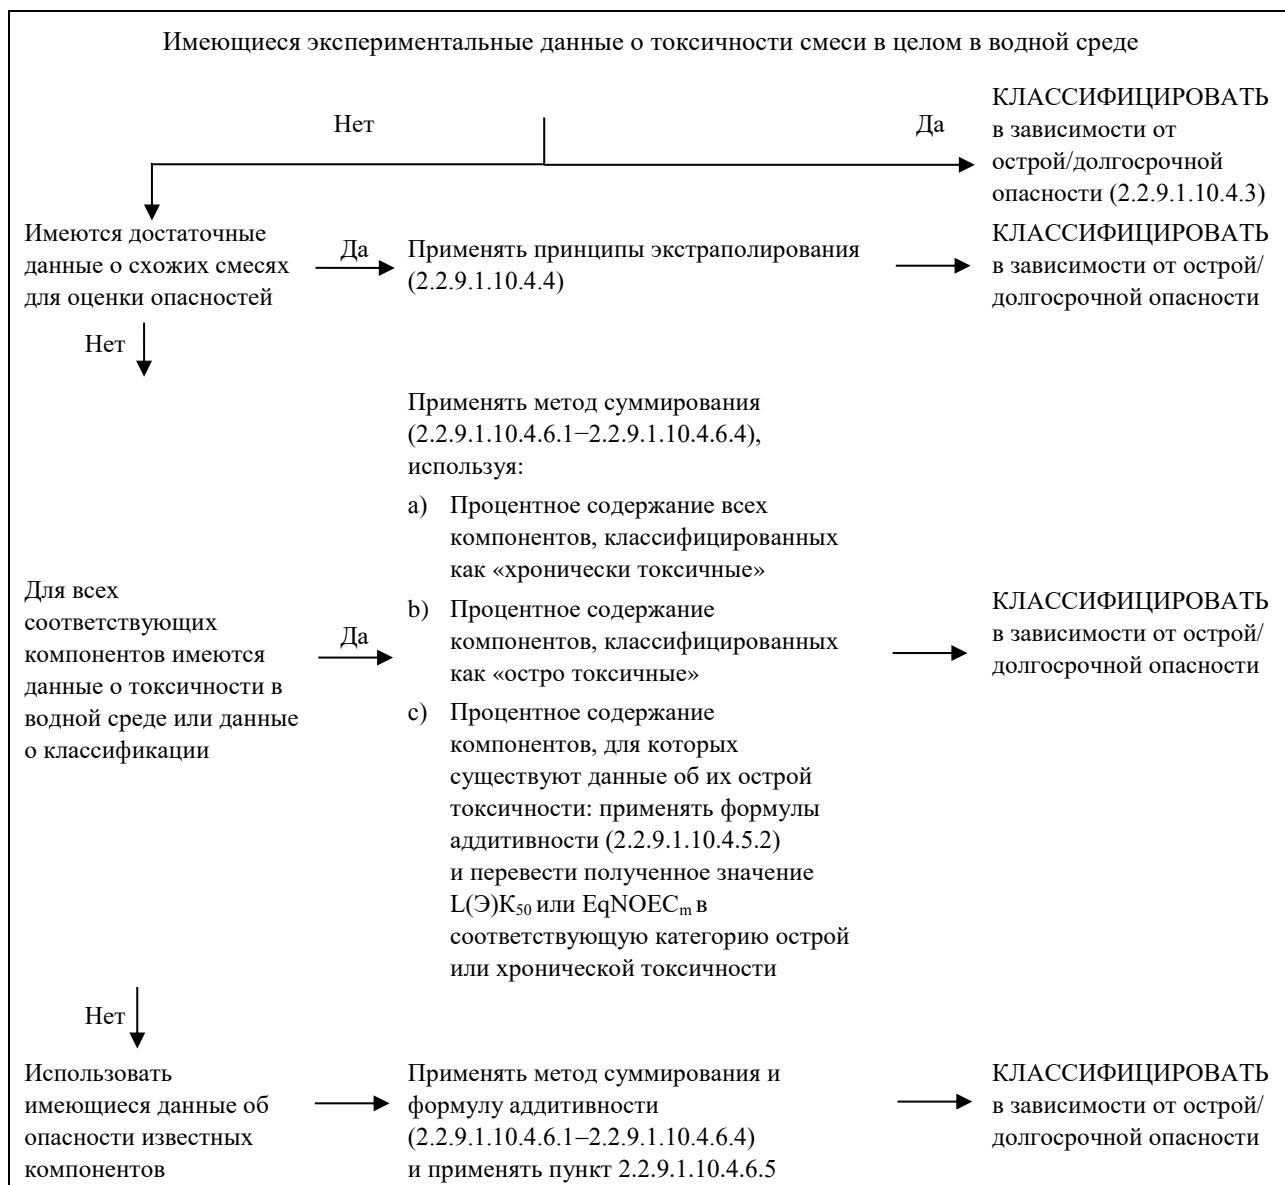 Имеющиеся экспериментальные данные о токсичности смеси в целом в водной среде
Нет
Да
КЛАССИФИЦИРОВАТЬ
в зависимости от
острой/долгосрочной
опасности (2.2.9.1.10.4.3)
Имеются достаточные
данные о схожих смесях
для оценки опасностей
Да
Применять принципы экстраполирования
(2.2.9.1.10.4.4)
КЛАССИФИЦИРОВАТЬ
в зависимости от острой/
долгосрочной опасности
Нет
Для всех
соответствующих
компонентов имеются
данные о токсичности в
водной среде или данные
о классификации
Да
Применять метод суммирования
(2.2.9.1.10.4.6.1−2.2.9.1.10.4.6.4),
используя:
a) Процентное содержание всех
компонентов, классифицированных
как «хронически токсичные»
b) Процентное содержание
компонентов, классифицированных
как «остро токсичные»
c) Процентное содержание
компонентов, для которых
существуют данные об их острой
токсичности: применять формулы
аддитивности (2.2.9.1.10.4.5.2)
и перевести полученное значение
L(Э)K₅₀ или EqNOECₘ в
соответствующую категорию острой
или хронической токсичности
КЛАССИФИЦИРОВАТЬ
в зависимости от острой/
долгосрочной опасности
Нет
Использовать
имеющиеся данные об
опасности известных
компонентов
Применять метод суммирования и
формулу аддитивности
(2.2.9.1.10.4.6.1−2.2.9.1.10.4.6.4)
и применять пункт 2.2.9.1.10.4.6.5
КЛАССИФИЦИРОВАТЬ
в зависимости от острой/
долгосрочной опасности